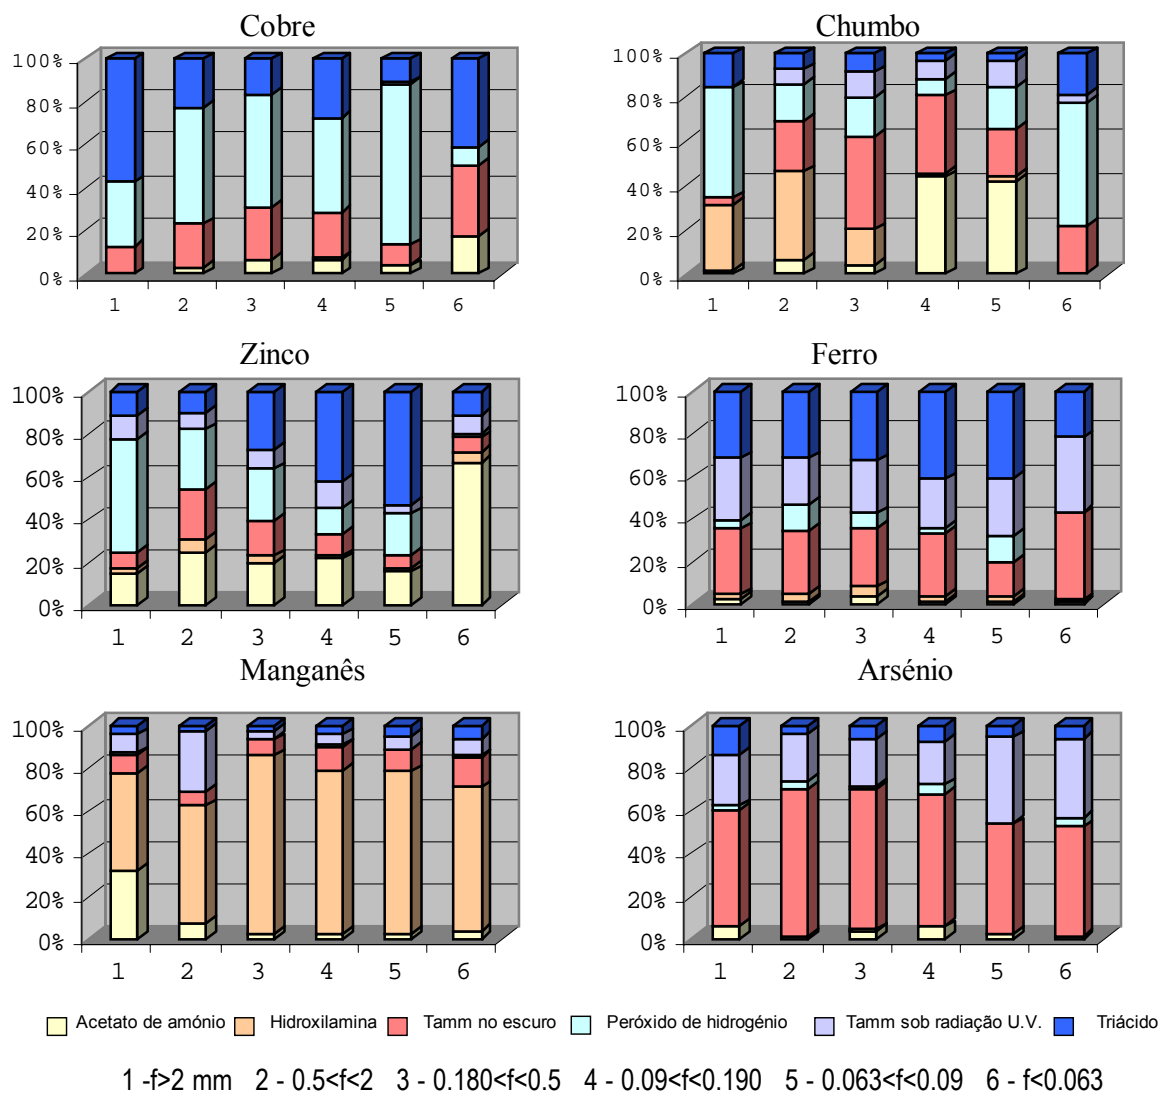 Cobre
Chumbo
100%
80%
60%
40%
20%
0%
1 2 3 4 5 6
100%
80%
60%
40%
20%
0%
1 2 3 4 5 6
Zinco
Ferro
100%
80%
60%
40%
20%
0%
1 2 3 4 5 6
100%
80%
60%
40%
20%
0%
1 2 3 4 5 6
Manganês
Arsénio
100%
80%
60%
40%
20%
0%
1 2 3 4 5 6
100%
80%
60%
40%
20%
0%
1 2 3 4 5 6
Acetato de amónio Hidroxilamina Tamm no escuro Peróxido de hidrogénio Tamm sob radiação U.V. Triácido
1 -f>2 mm 2 - 0.5<f<2 3 - 0.180<f<0.5 4 - 0.09<f<0.190 5 - 0.063<f<0.09 6 - f<0.063